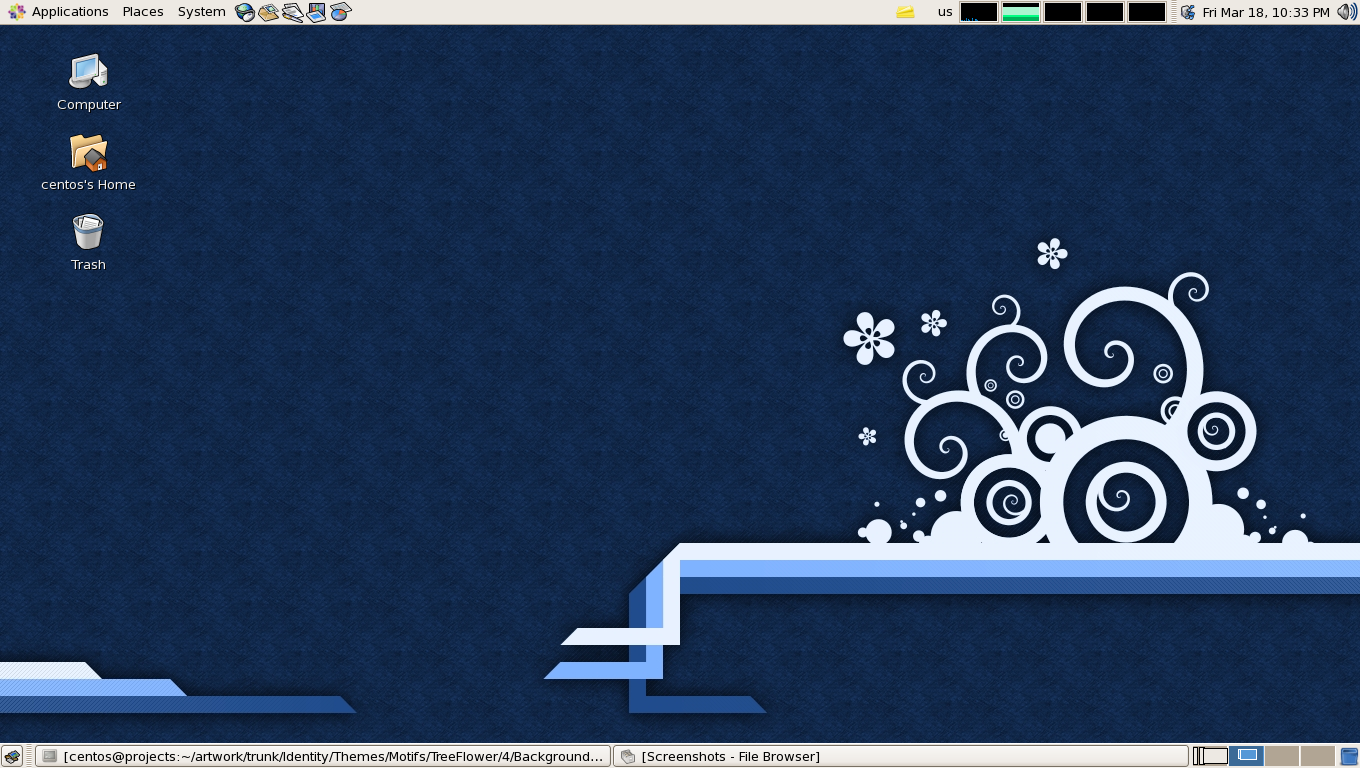 Applications Places System us Fri Mar 18, 10:33 PM
Computer
centos's Home
Trash
[centos@projects:~/artwork/trunk/Identity/Themes/Motifs/TreeFlower/4/Background... [Screenshots - File Browser]